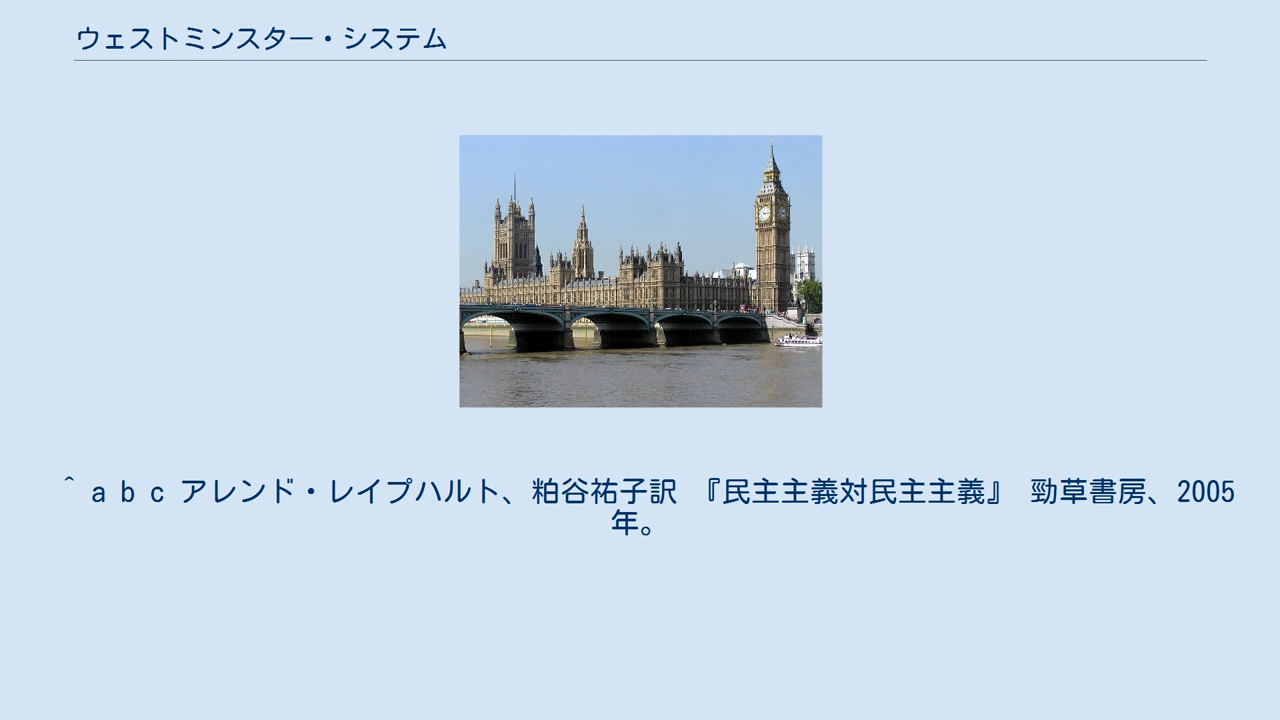 ウェストミンスター・システム
^ a b c アレンド・レイプハルト、粕谷祐子訳 『民主主義対民主主義』 勁草書房、2005
年。